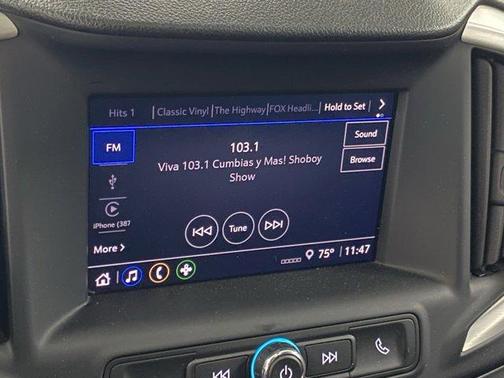 Hits 1 Classic Vinyl The Highway FOX Headli... Hold to Set
FM
103.1
Viva 103.1 Cumbias y Mas! Shoboy
Show
Sound
Browse
iPhone (387
Tune
More
75° 11:47